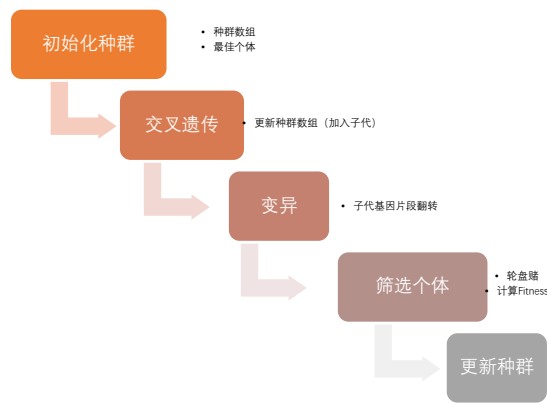 初始化种群
• 种群数组
• 最佳个体
交叉遗传
• 更新种群数组（加入子代）
变异
• 子代基因片段翻转
筛选个体
• 轮盘赌
• 计算Fitness
更新种群